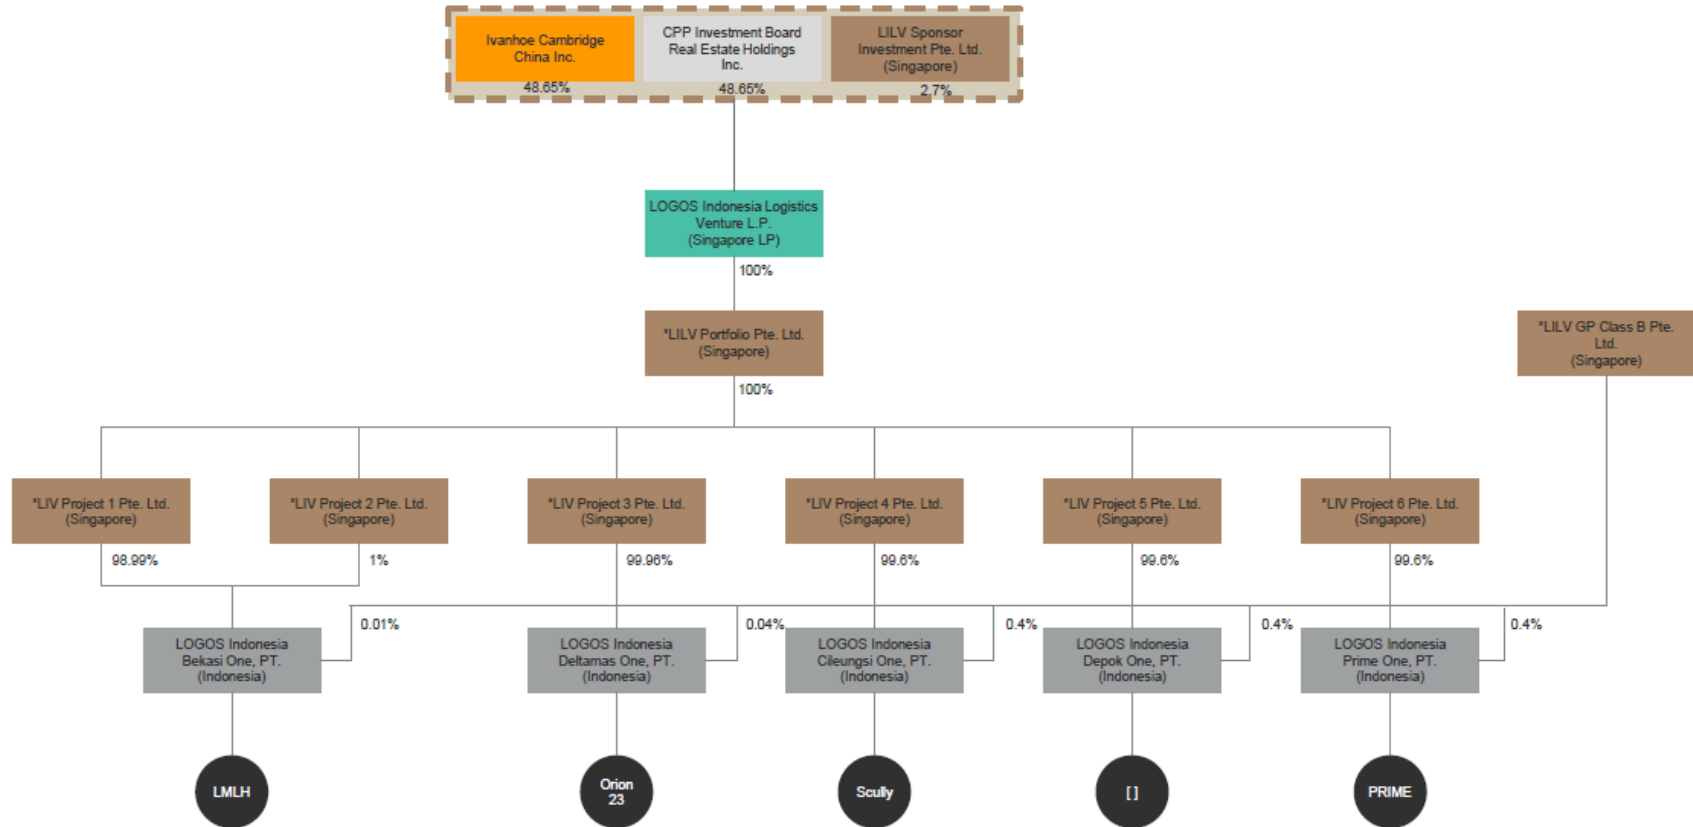 Ivanhoe Cambridge
China Inc.
CPP Investment Board
Real Estate Holdings
Inc.
LILV Sponsor
Investment Pte. Ltd.
(Singapore)
48.65%
48.65%
2.7%
LOGOS Indonesia Logistics
Venture L.P.
(Singapore LP)
100%
*LILV Portfolio Pte. Ltd.
(Singapore)
*LILV GP Class B Pte.
Ltd.
(Singapore)
100%
*LIV Project 1 Pte. Ltd.
(Singapore)
*LIV Project 2 Pte. Ltd.
(Singapore)
*LIV Project 3 Pte. Ltd.
(Singapore)
*LIV Project 4 Pte. Ltd.
(Singapore)
*LIV Project 5 Pte. Ltd.
(Singapore)
*LIV Project 6 Pte. Ltd.
(Singapore)
98.99%
1%
99.96%
99.6%
99.6%
99.6%
0.01%
0.04%
0.4%
0.4%
0.4%
LOGOS Indonesia
Bekasi One, PT.
(Indonesia)
LOGOS Indonesia
Deltamas One, PT.
(Indonesia)
LOGOS Indonesia
Cileungsi One, PT.
(Indonesia)
LOGOS Indonesia
Depok One, PT.
(Indonesia)
LOGOS Indonesia
Prime One, PT.
(Indonesia)
LMLH
Orion
23
Scully
[ ]
PRIME